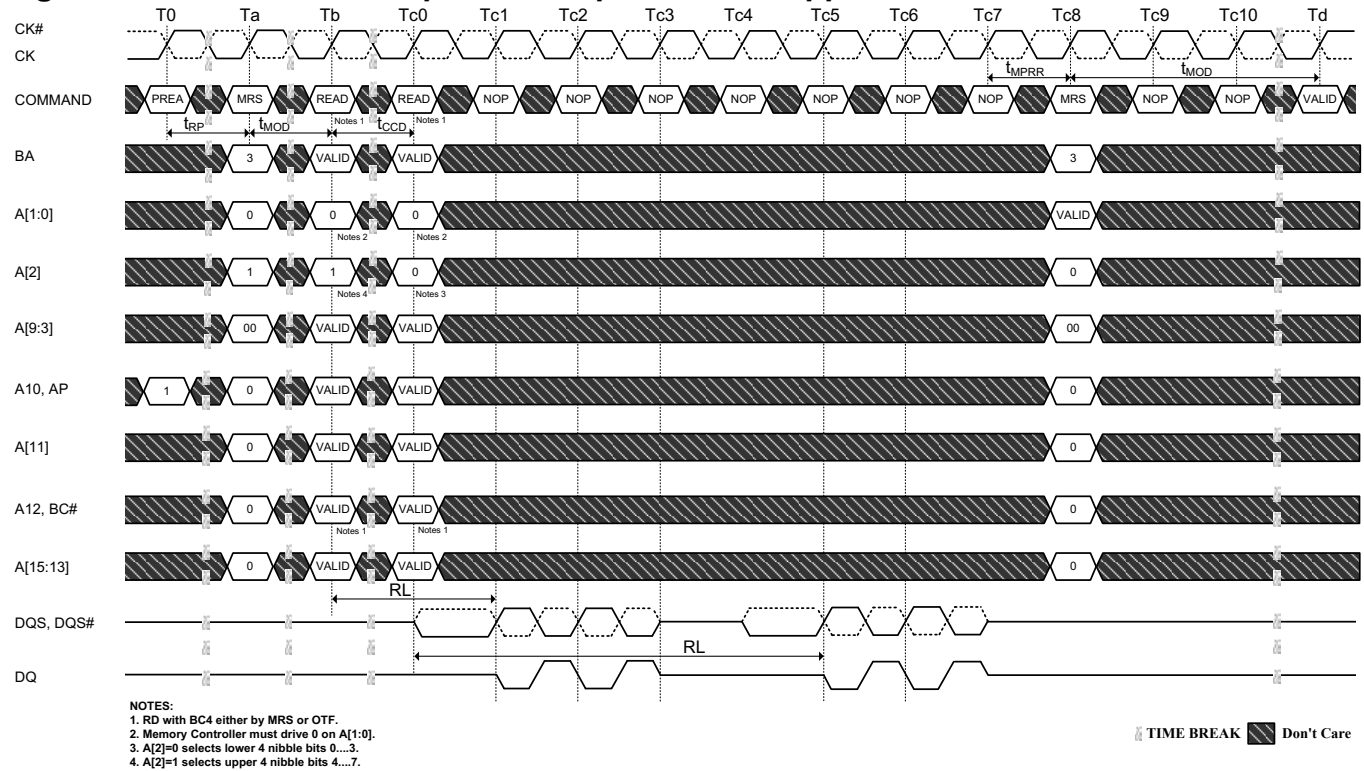 T0 Ta Tb Tc0 Tc1 Tc2 Tc3 Tc4 Tc5 Tc6 Tc7 Tc8 Tc9 Tc10 Td
CK#
CK
tMPRR tMOD
COMMAND PREA MRS READ READ NOP NOP NOP NOP NOP NOP NOP MRS NOP NOP VALID
Notes 1 Notes 1
tRP tMOD tCCD
BA 3 VALID VALID 3
A[1:0] 0 0 0 VALID
Notes 2 Notes 2
A[2] 1 1 0 0
Notes 4 Notes 3
A[9:3] 00 VALID VALID 00
A10, AP 1 0 VALID VALID 0
A[11] 0 VALID VALID 0
A12, BC# 0 VALID VALID 0
Notes 1 Notes 1
A[15:13] 0 VALID VALID 0
RL
DQS, DQS#
RL
DQ
NOTES:
1. RD with BC4 either by MRS or OTF.
2. Memory Controller must drive 0 on A[1:0].
3. A[2]=0 selects lower 4 nibble bits 0....3.
4. A[2]=1 selects upper 4 nibble bits 4....7.
TIME BREAK Don't Care